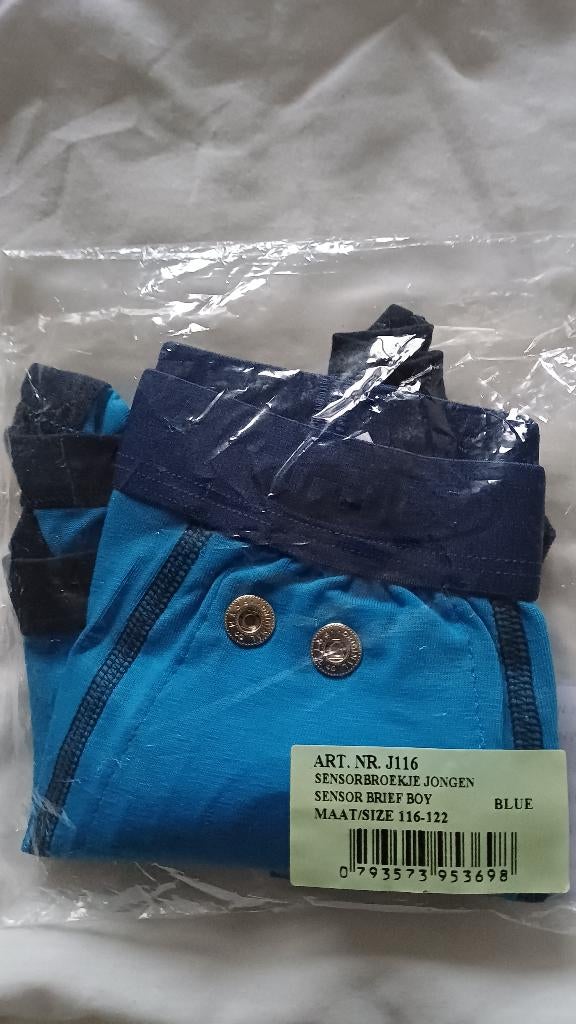 ART. NR. J116
SENSORBROEKJE JONGEN
SENSOR BRIEF BOY BLUE
MAAT/SIZE 116-122
0 793573 953698